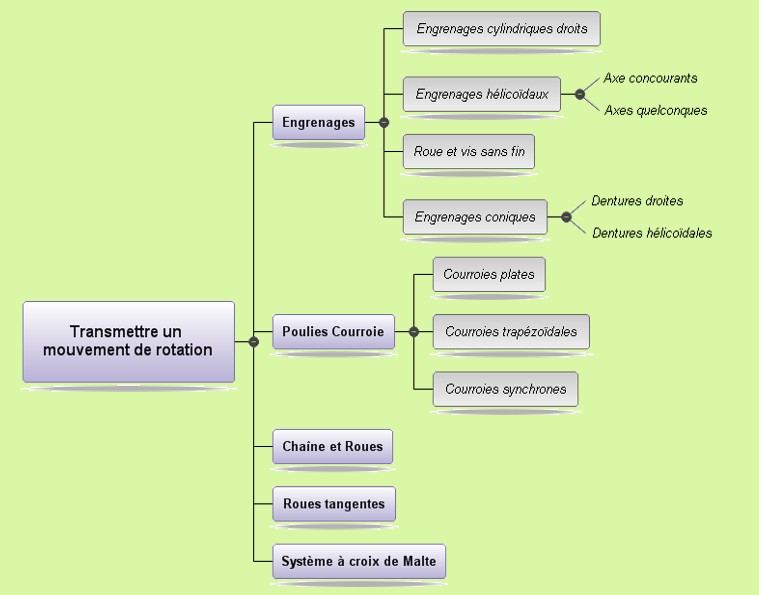 Transmettre un
mouvement de rotation
Engrenages
Engrenages cylindriques droits
Engrenages hélicoïdaux
Axe concourants
Axes quelconques
Roue et vis sans fin
Engrenages coniques
Dentures droites
Dentures hélicoïdales
Poulies Courroie
Courroies plates
Courroies trapézoïdales
Courroies synchrones
Chaîne et Roues
Roues tangentes
Système à croix de Malte